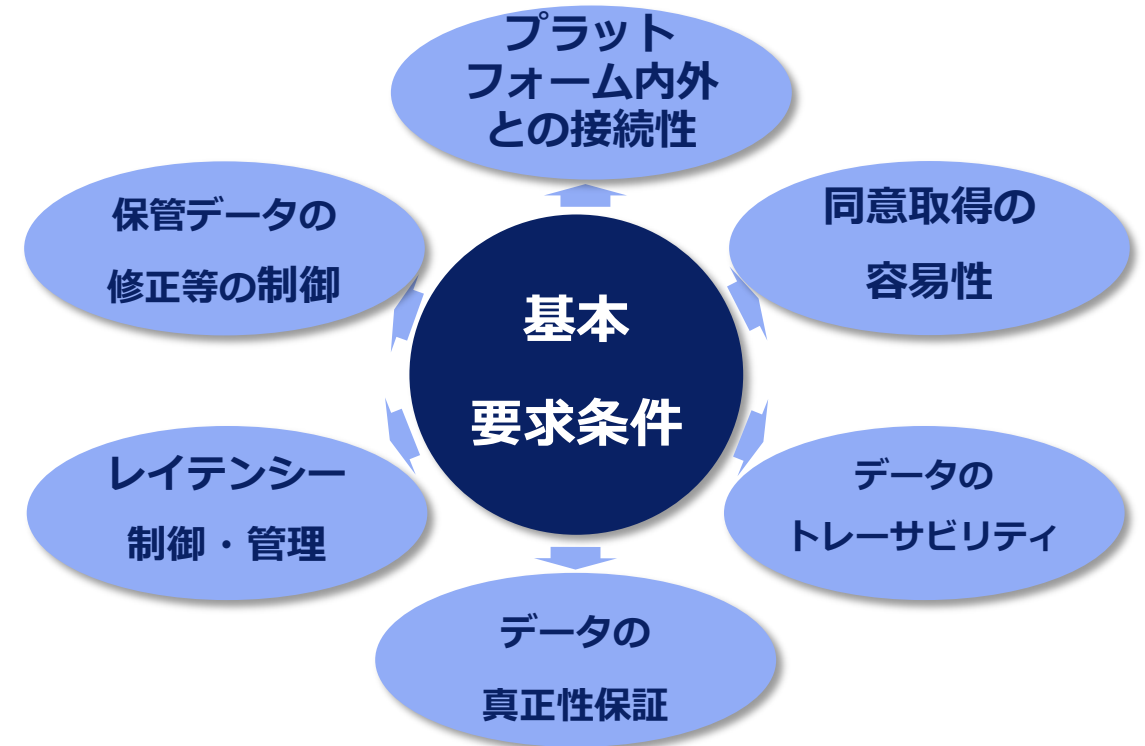 プラット
フォーム内外
との接続性
保管データの
修正等の制御
同意取得の
容易性
基本
要求条件
レイテンシー
制御・管理
データの
トレーサビリティ
データの
真正性保証